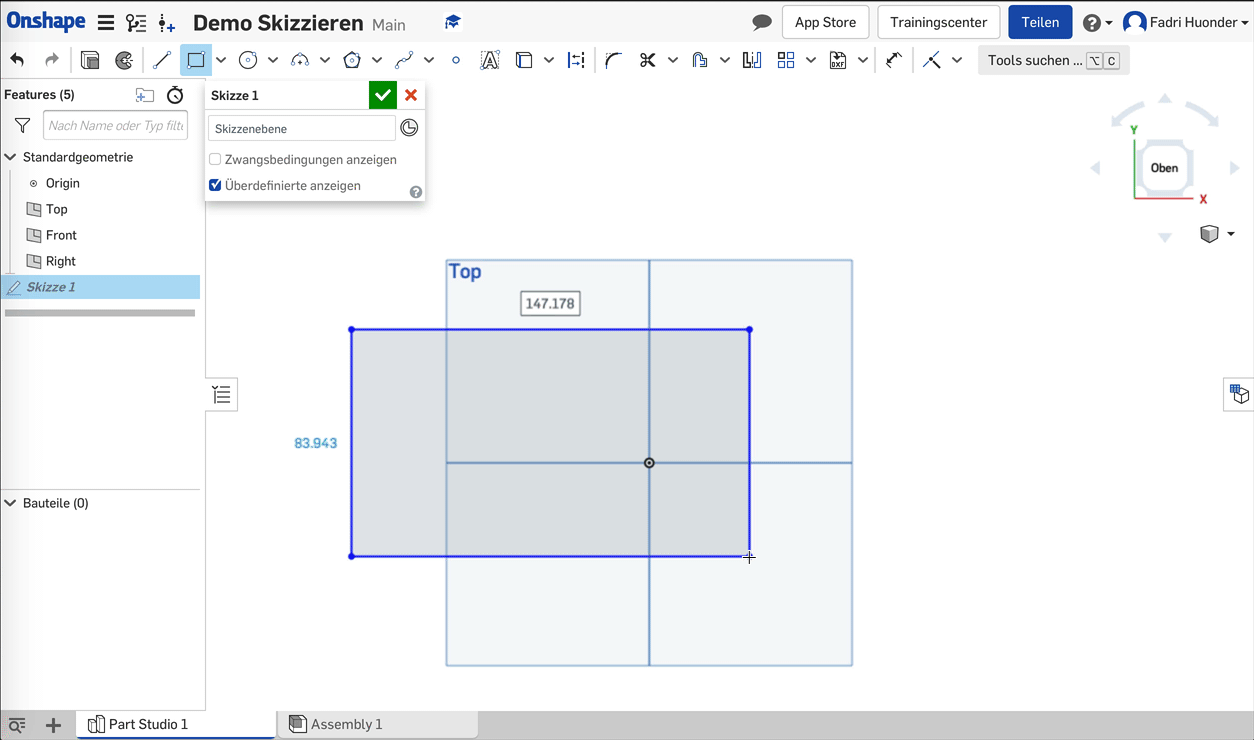 Onshape Demo Skizzieren Main App Store Trainingscenter Teilen Fadri Huonder
DXF Tools suchen ... ⌥ C
Features (5)
Nach Name oder Typ filt
Standardgeometrie
Origin
Top
Front
Right
Skizze 1
Bauteile (0)
Skizze 1
Skizzenebene
Zwangsbedingungen anzeigen
Überdefinierte anzeigen
Y
Oben
X
Top
147.178
83.943
Part Studio 1
Assembly 1